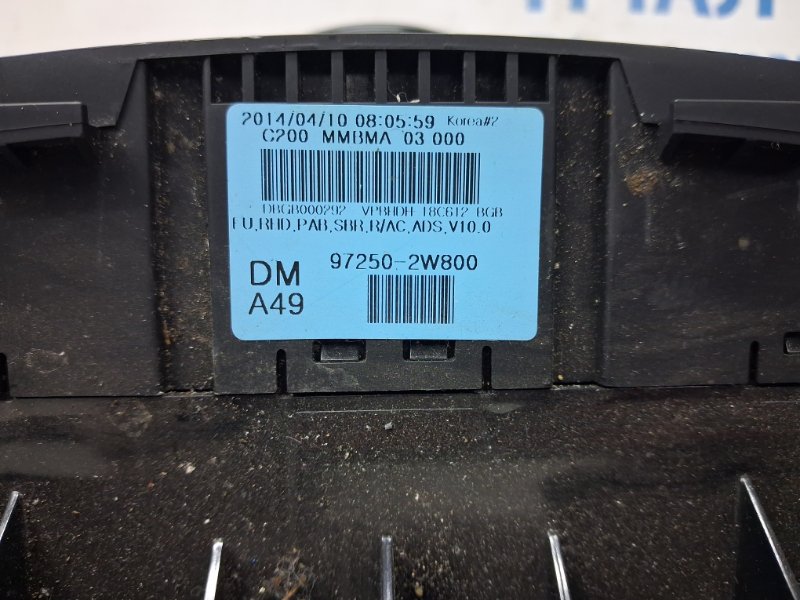 2014/04/10 08:05:59 Korea#2
C200 MMBMA 03 000
DBGB000292 VPBHDH-18C612-BGB
EU,RHD,PAB,SBR,R/AC,ADS,V10.0
DM 97250-2W800
A49